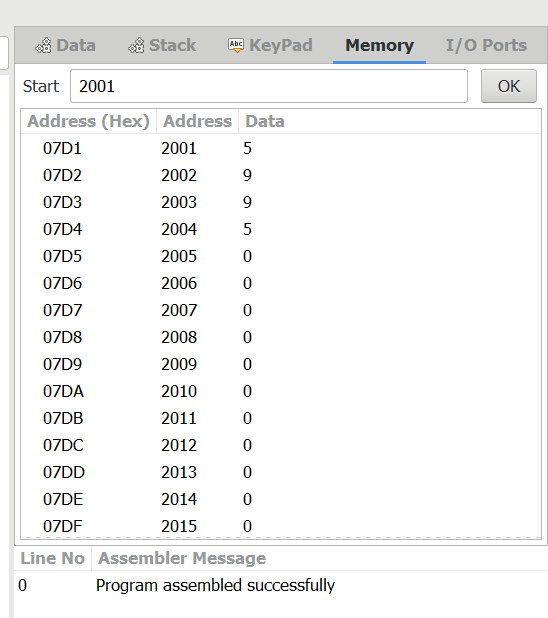 Data Stack Abc KeyPad Memory I/O Ports
Start 2001 OK
Address (Hex) Address Data
07D1 2001 5
07D2 2002 9
07D3 2003 9
07D4 2004 5
07D5 2005 0
07D6 2006 0
07D7 2007 0
07D8 2008 0
07D9 2009 0
07DA 2010 0
07DB 2011 0
07DC 2012 0
07DD 2013 0
07DE 2014 0
07DF 2015 0
Line No Assembler Message
0 Program assembled successfully